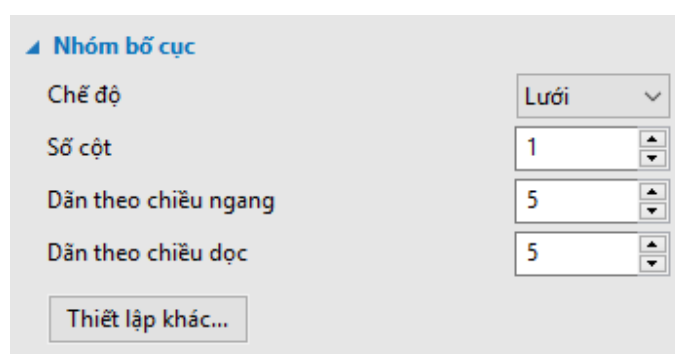 Nhóm bố cục
Chế độ Lưới
Số cột 1
Dãn theo chiều ngang 5
Dãn theo chiều dọc 5
Thiết lập khác...